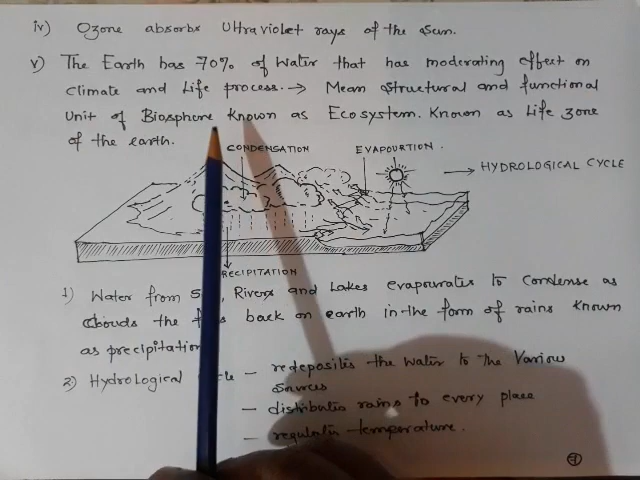 iv) Ozone absorbs Ultraviolet rays of the Sun.
v) The Earth has 70% of Water that has moderating effect on
Climate and Life process. → Mean Structural and functional
Unit of Biosphere Known as Ecosystem. Known as Life zone
of the earth.
CONDENSATION
EVAPOURTION.
→ HYDROLOGICAL CYCLE
RECIPITATION
1) Water from Rivers and Lakes evapourates to Condense as
Clouds the back on earth in the form of rains Known
as precipitation
2) Hydrological - redeposites the Water to the Various
Sources
- distributes rains to every place
- regulates temperature.
7